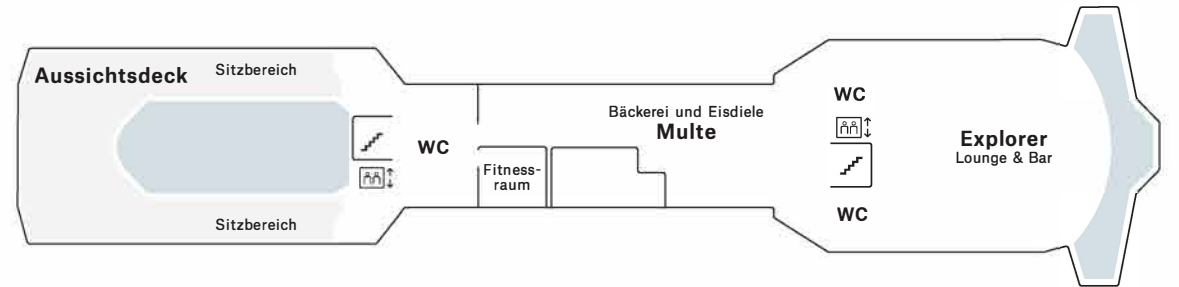 Aussichtsdeck
Sitzbereich
Sitzbereich
WC
Fitness-
raum
Bäckerei und Eisdiele
Multe
WC
WC
Explorer
Lounge & Bar